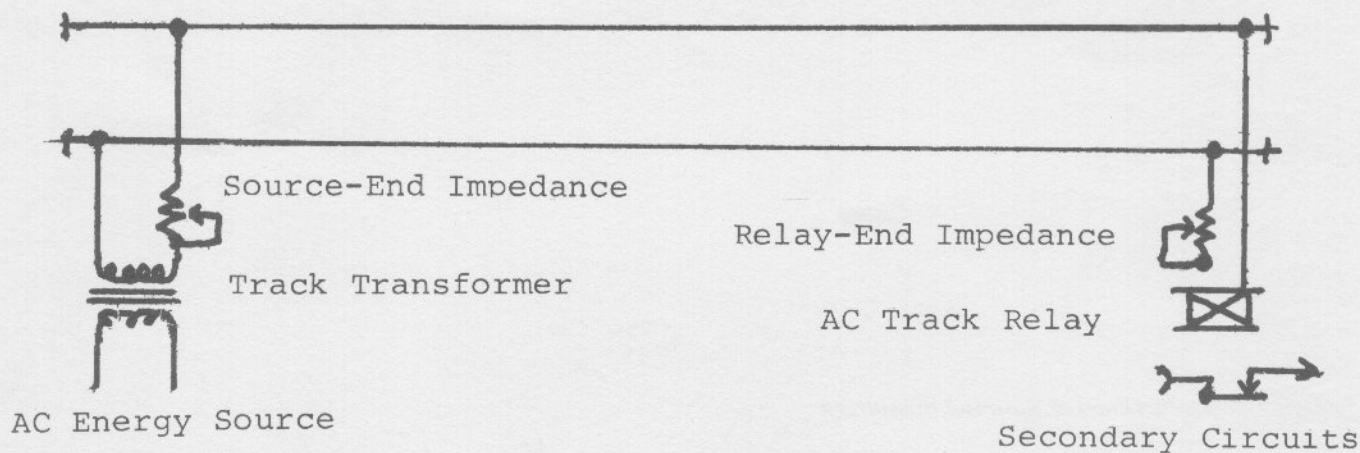 Source-End Impedance
Relay-End Impedance
Track Transformer
AC Track Relay
AC Energy Source
Secondary Circuits